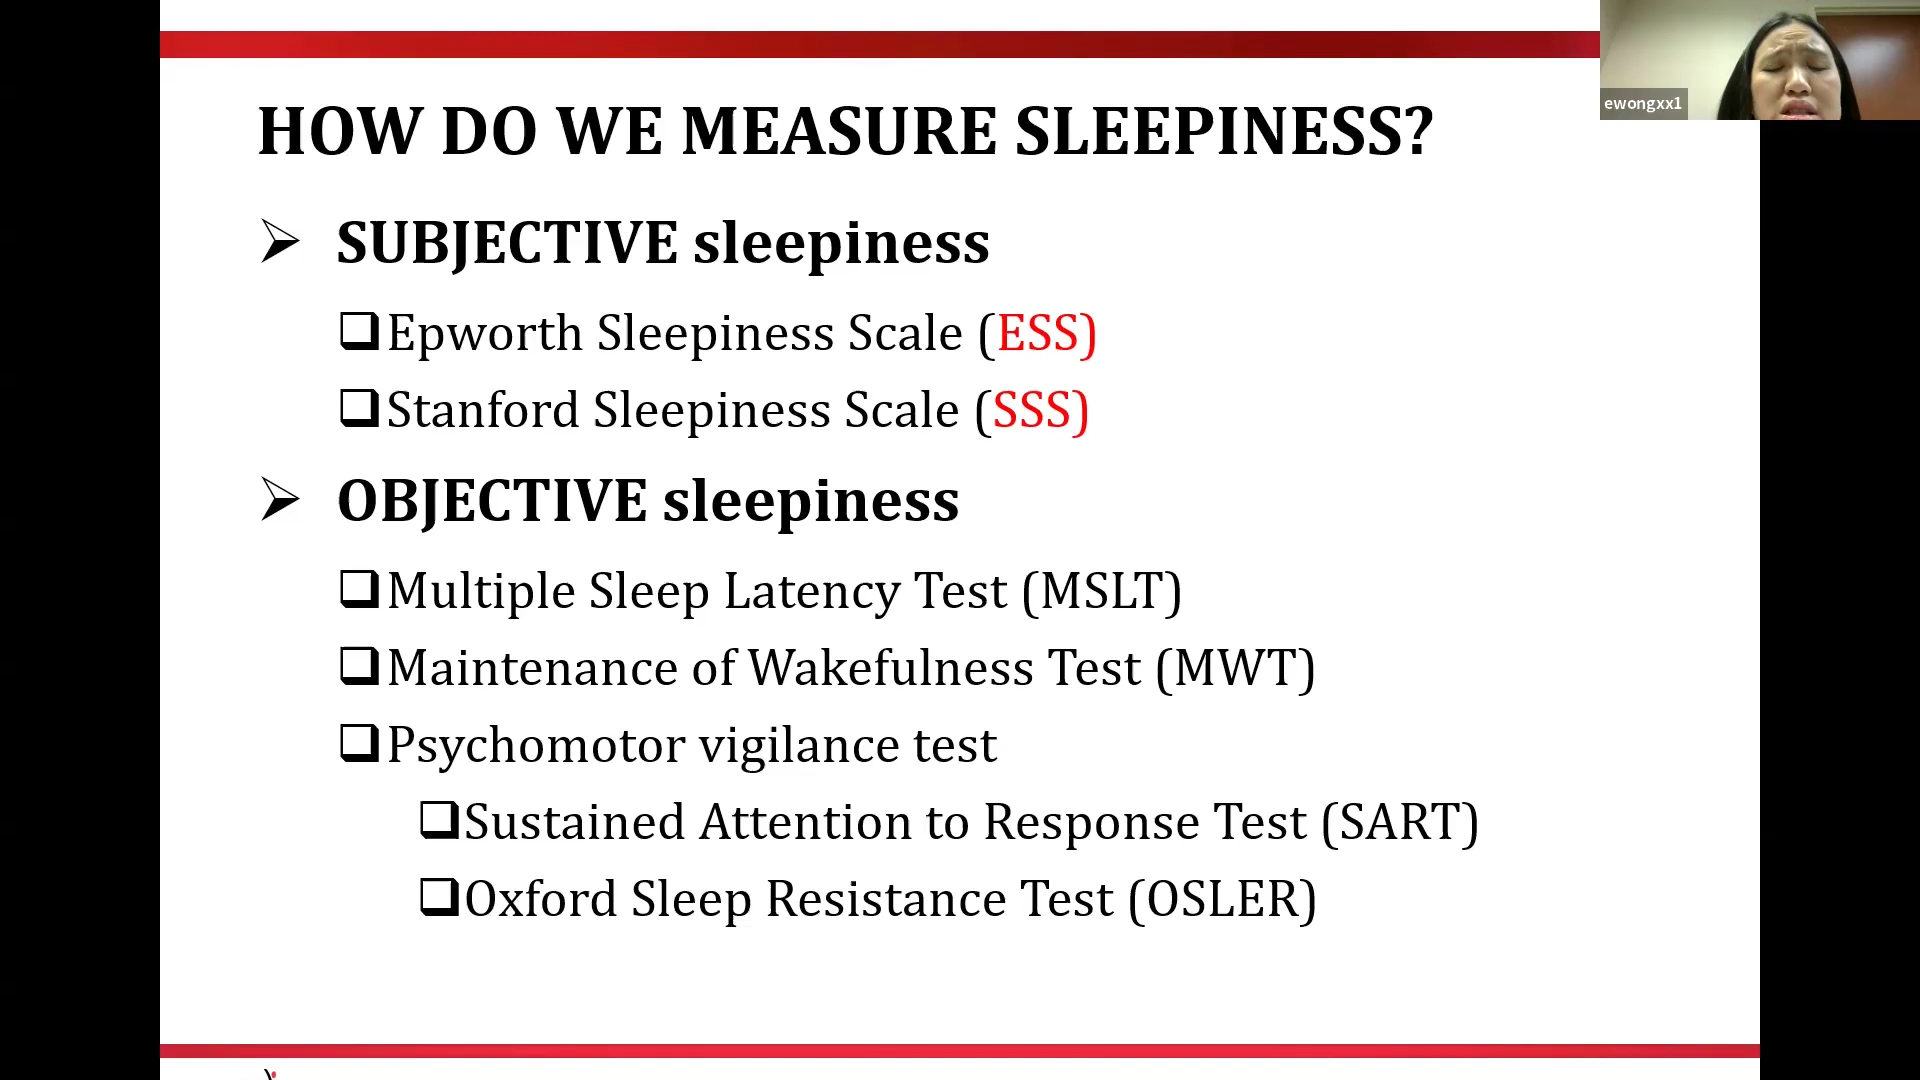 HOW DO WE MEASURE SLEEPINESS?
ewongxx1
SUBJECTIVE sleepiness
Epworth Sleepiness Scale (ESS)
Stanford Sleepiness Scale (SSS)
OBJECTIVE sleepiness
Multiple Sleep Latency Test (MSLT)
Maintenance of Wakefulness Test (MWT)
Psychomotor vigilance test
Sustained Attention to Response Test (SART)
Oxford Sleep Resistance Test (OSLER)